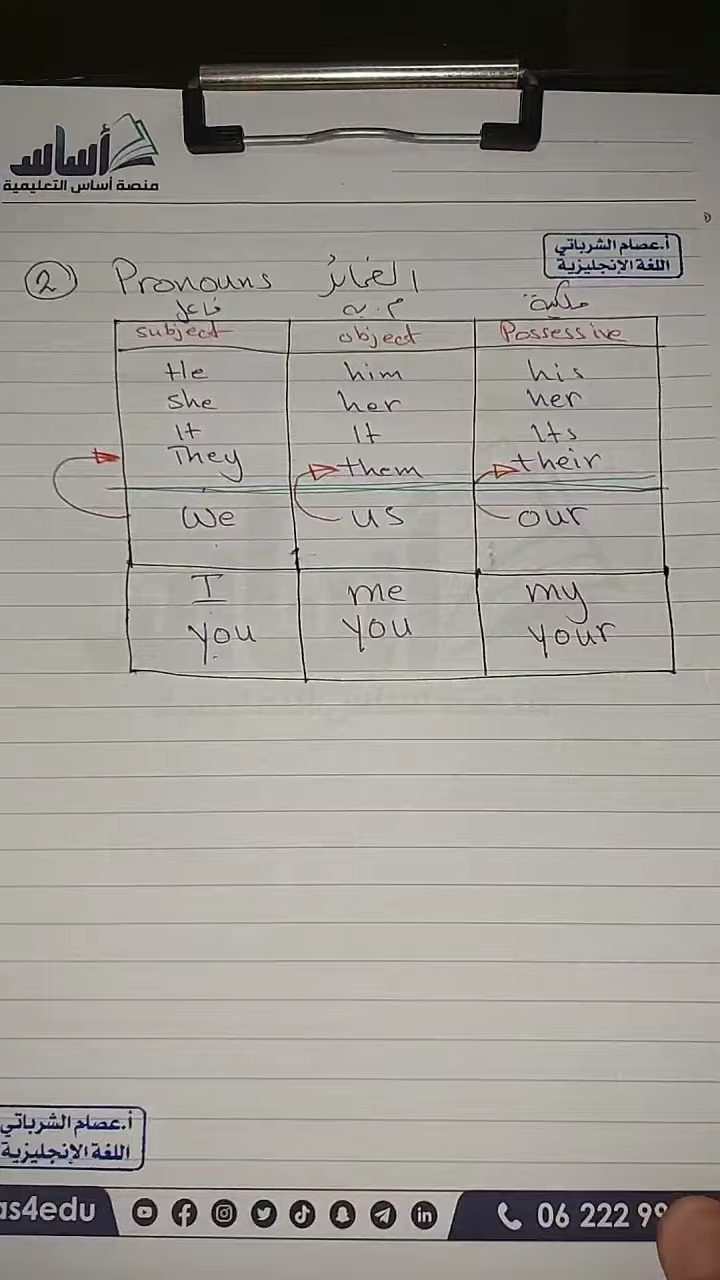 أساس
منصة أساس التعليمية
أ.عصام الشرباتي
اللغة الإنجليزية
2 Pronouns الضمائر
فاعل م. به ملكية
subject object Possessive
He him his
she her her
It It Its
They them their
We us our
I me my
you you your
أ.عصام الشرباتي
اللغة الإنجليزية
as4edu 06 222 99